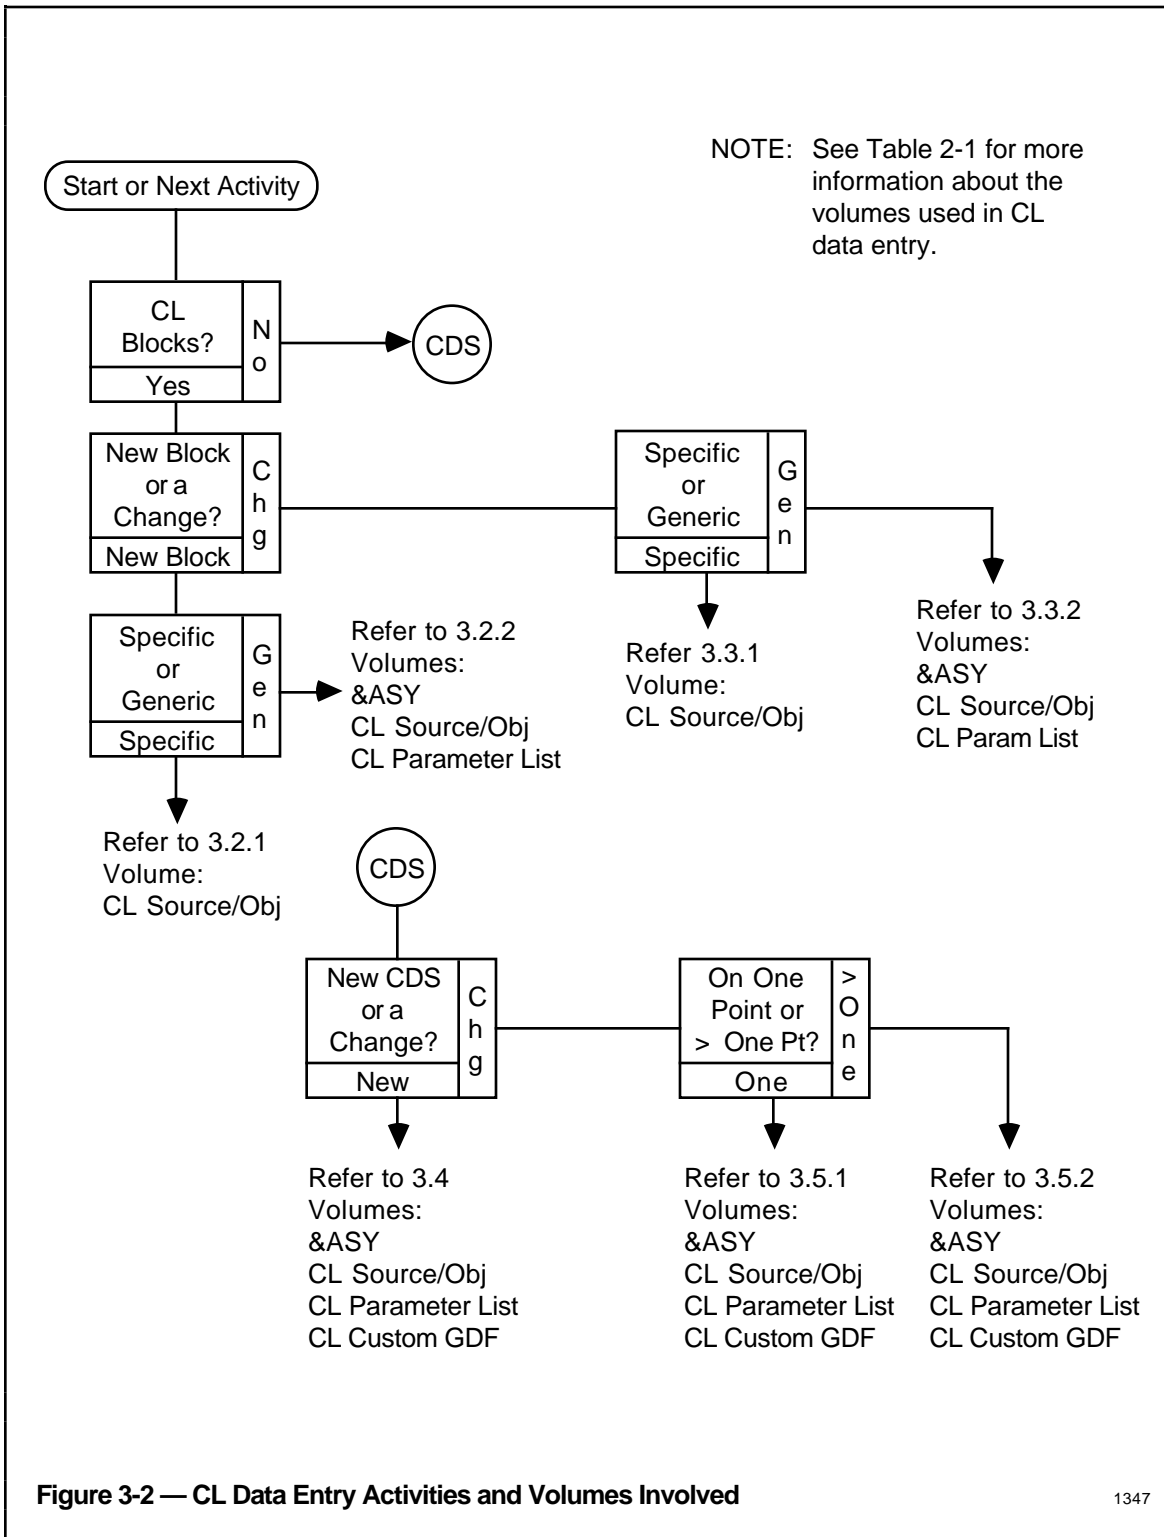 NOTE: See Table 2-1 for more
information about the
volumes used in CL
data entry.
Start or Next Activity
CL
Blocks?
No
Yes
CDS
New Block
or a
Change?
Chg
New Block
Specific
or
Generic
Gen
Specific
Specific
or
Generic
Gen
Specific
Refer to 3.2.2
Volumes:
&ASY
CL Source/Obj
CL Parameter List
Refer 3.3.1
Volume:
CL Source/Obj
Refer to 3.3.2
Volumes:
&ASY
CL Source/Obj
CL Param List
Refer to 3.2.1
Volume:
CL Source/Obj
CDS
New CDS
or a
Change?
Chg
New
On One
Point or
> One Pt?
> One
One
Refer to 3.4
Volumes:
&ASY
CL Source/Obj
CL Parameter List
CL Custom GDF
Refer to 3.5.1
Volumes:
&ASY
CL Source/Obj
CL Parameter List
CL Custom GDF
Refer to 3.5.2
Volumes:
&ASY
CL Source/Obj
CL Parameter List
CL Custom GDF
Figure 3-2 — CL Data Entry Activities and Volumes Involved
1347